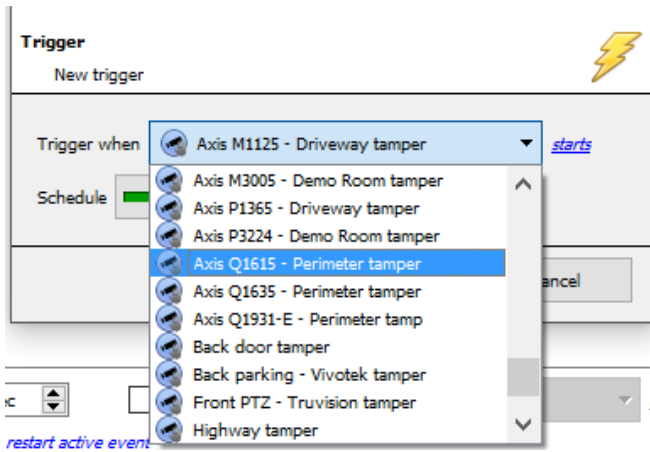 Trigger
New trigger
Trigger when Axis M1125 - Driveway tamper starts
Schedule
Axis M3005 - Demo Room tamper
Axis P1365 - Driveway tamper
Axis P3224 - Demo Room tamper
Axis Q1615 - Perimeter tamper
Axis Q1635 - Perimeter tamper
Axis Q1931-E - Perimeter tamp
Back door tamper
Back parking - Vivotek tamper
Front PTZ - Truvision tamper
Highway tamper
ancel
restart active event